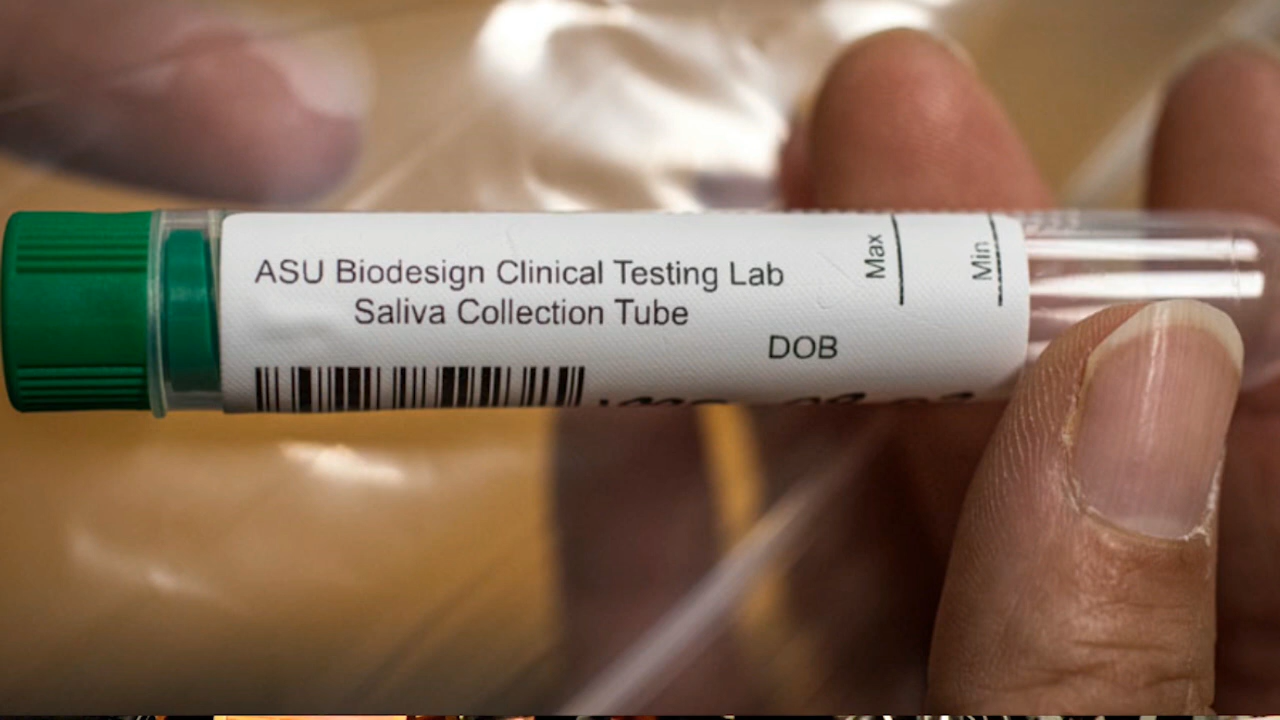 ASU Biodesign Clinical Testing Lab
Saliva Collection Tube
DOB
Max
Min